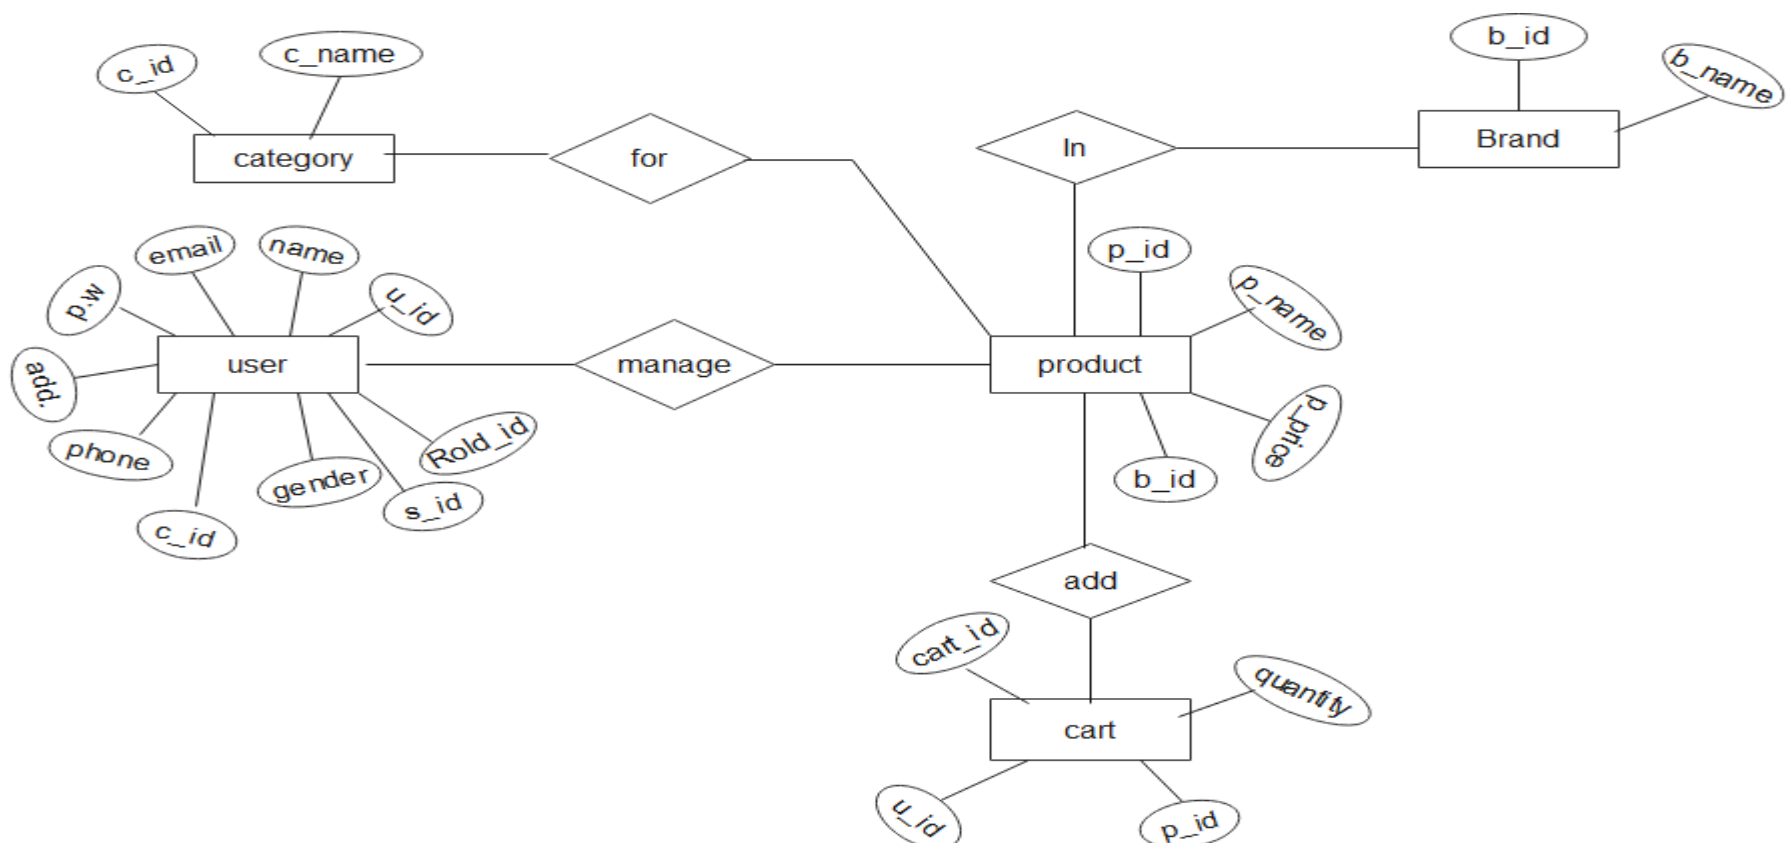 b_id
c_name
c_id
b_name
category
for
In
Brand
email
name
p_id
p.w
u_id
p_name
user
manage
product
add.
p_price
phone
Rold_id
gender
b_id
s_id
c_id
add
cart_id
quantity
cart
u_id
p_id